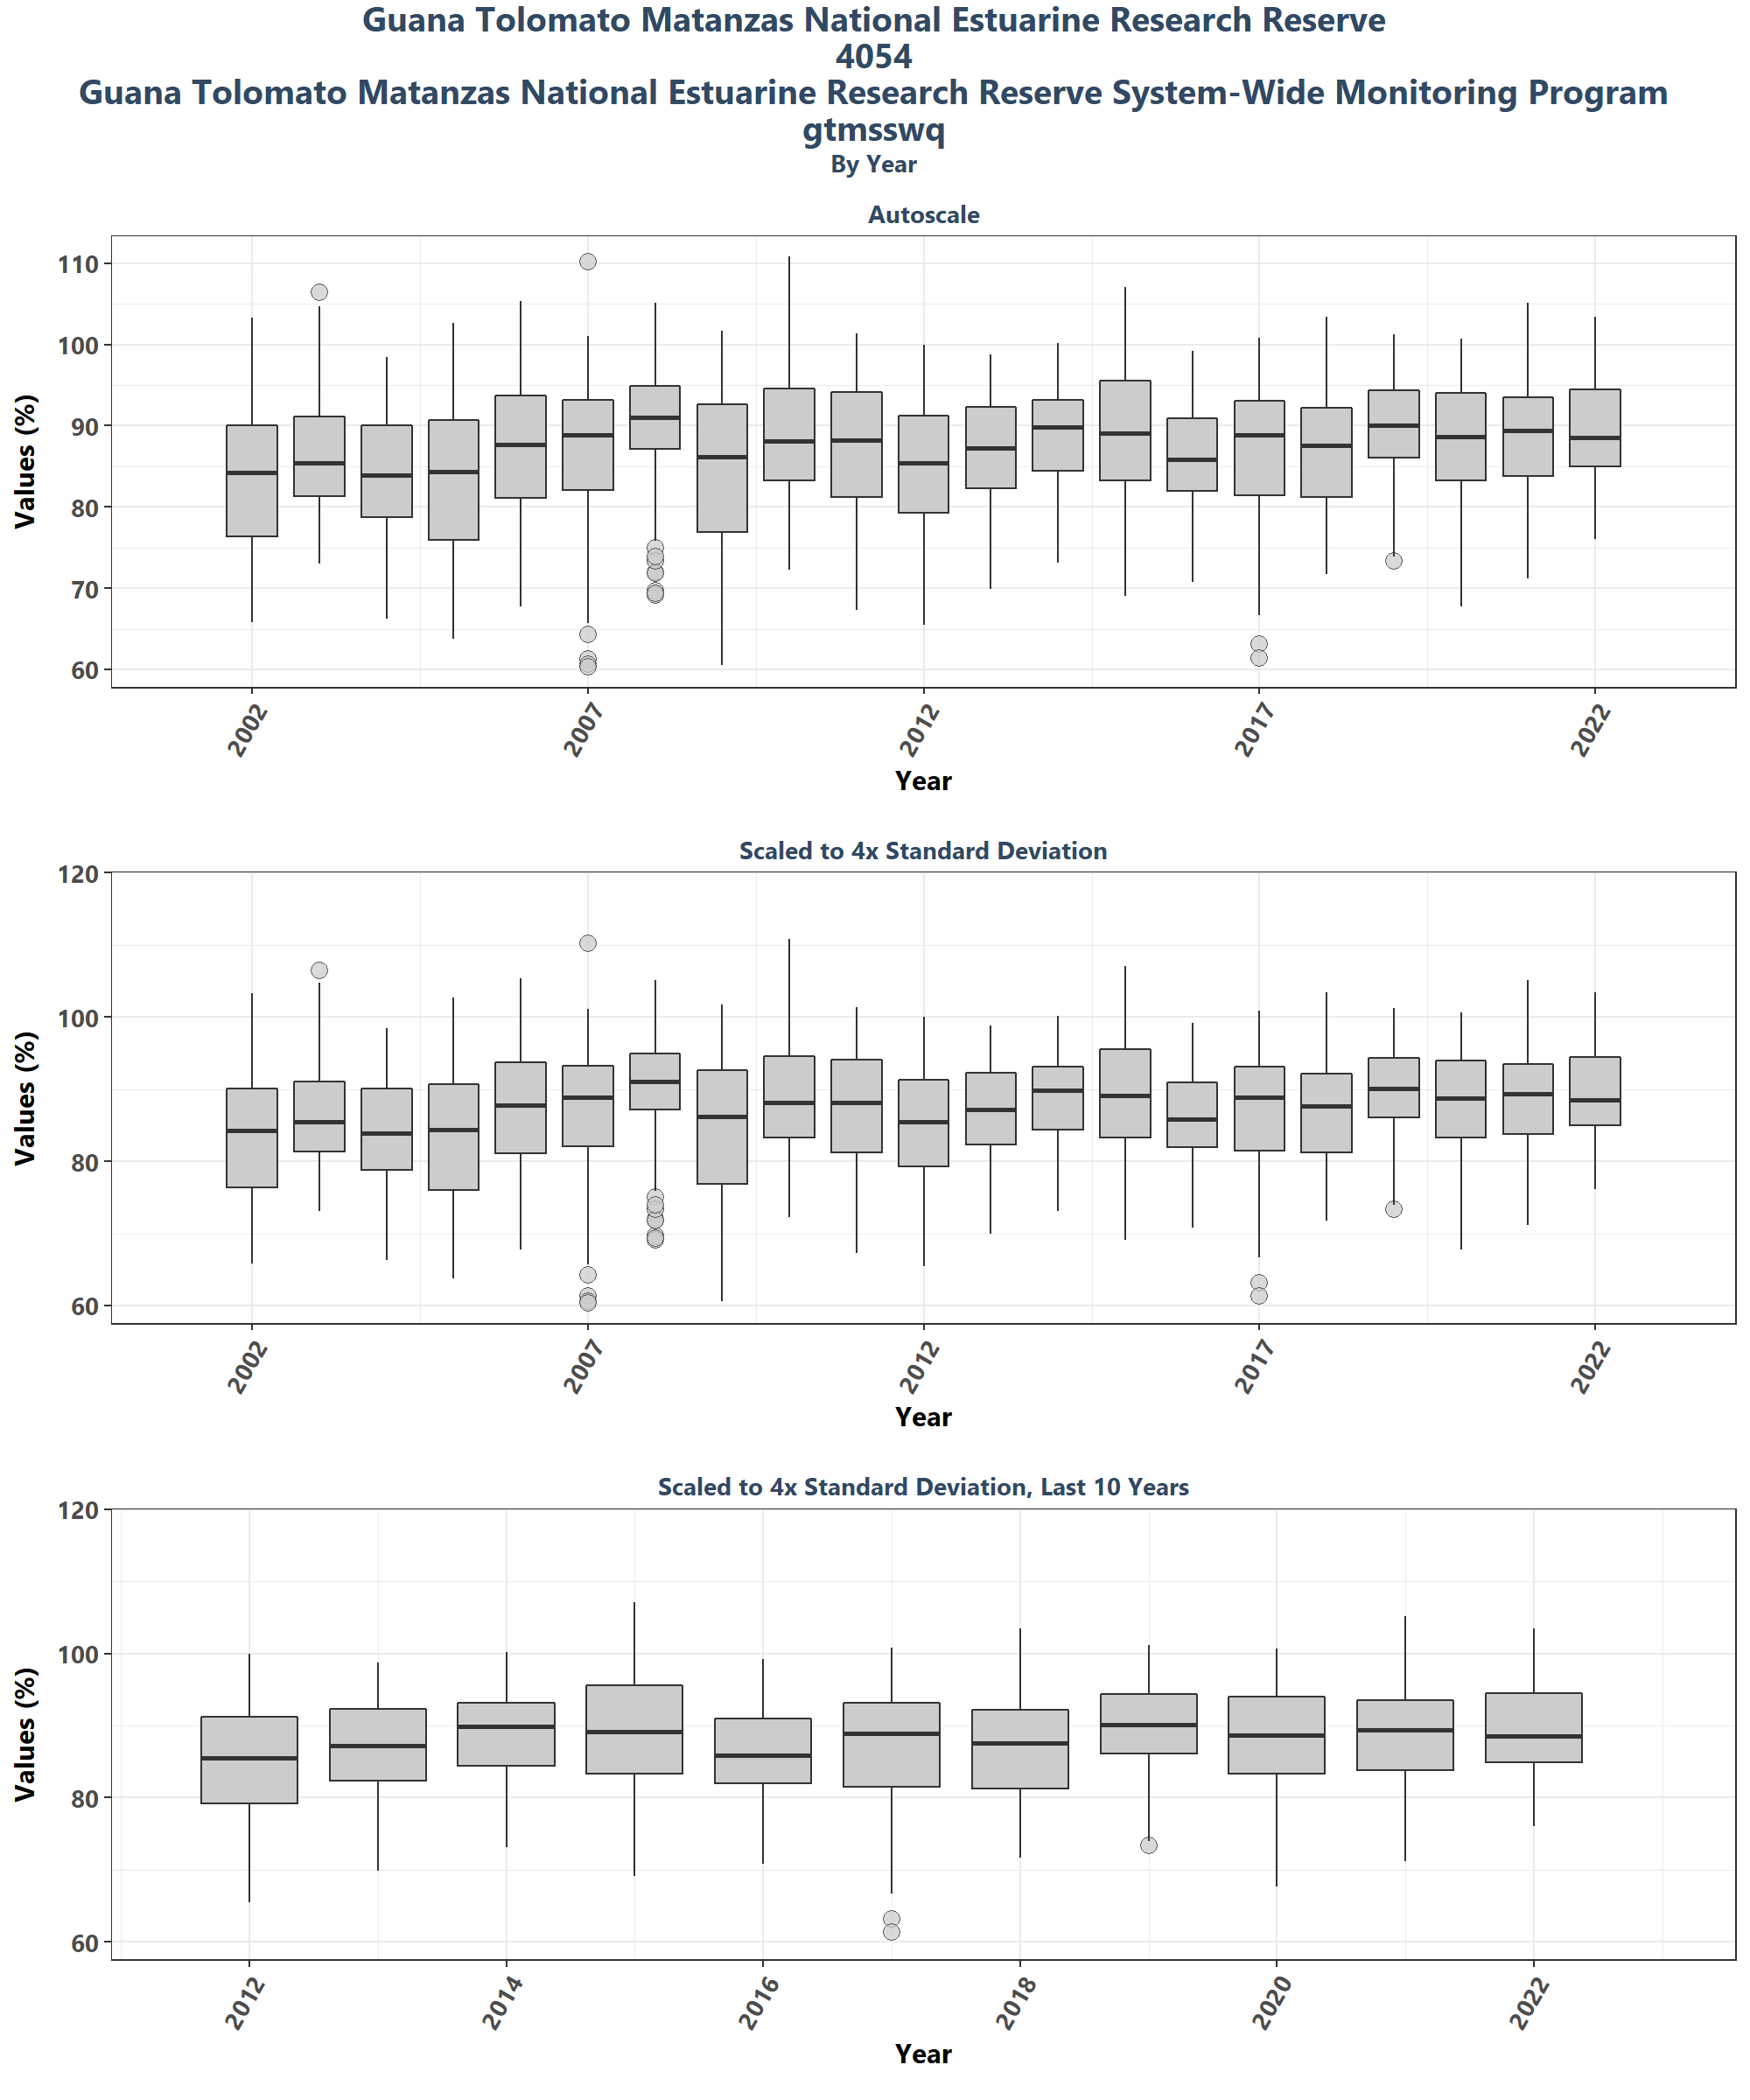 Guana Tolomato Matanzas National Estuarine Research Reserve
4054
Guana Tolomato Matanzas National Estuarine Research Reserve System-Wide Monitoring Program
gtmsswq
By Year
Autoscale
110
100
90
80
70
60
Values (%)
2002
2007
2012
2017
2022
Year
Scaled to 4x Standard Deviation
120
100
80
60
Values (%)
2002
2007
2012
2017
2022
Year
Scaled to 4x Standard Deviation, Last 10 Years
120
100
80
60
Values (%)
2012
2014
2016
2018
2020
2022
Year